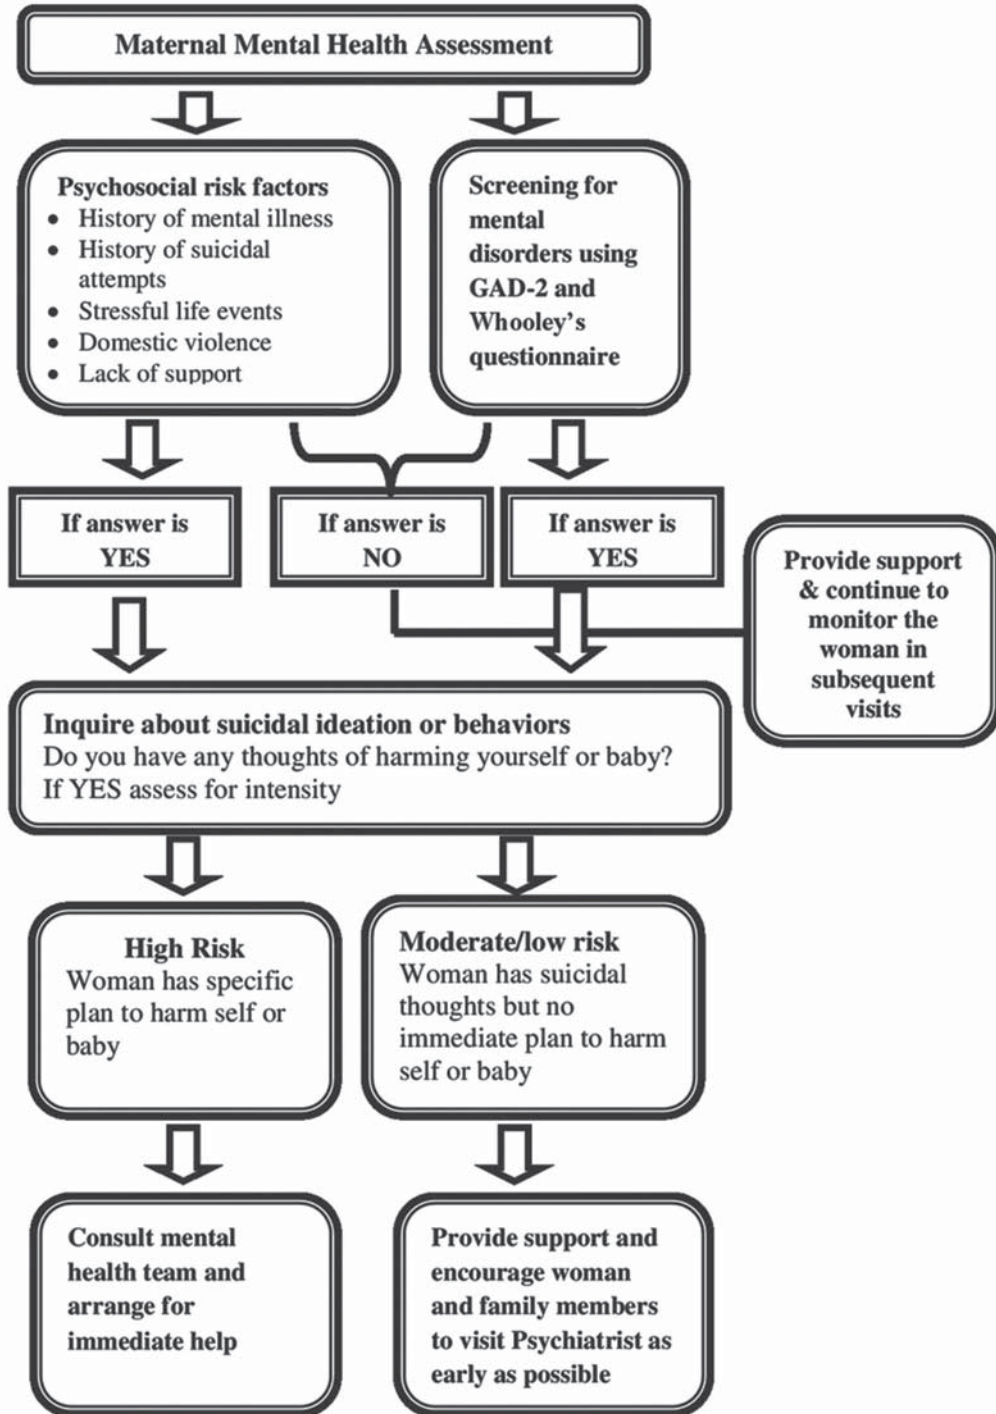 Maternal Mental Health Assessment
Psychosocial risk factors
• History of mental illness
• History of suicidal
attempts
• Stressful life events
• Domestic violence
• Lack of support
Screening for
mental
disorders using
GAD-2 and
Whooley's
questionnaire
If answer is
YES
If answer is
NO
If answer is
YES
Provide support
& continue to
monitor the
woman in
subsequent
visits
Inquire about suicidal ideation or behaviors
Do you have any thoughts of harming yourself or baby?
If YES assess for intensity
High Risk
Woman has specific
plan to harm self or
baby
Moderate/low risk
Woman has suicidal
thoughts but no
immediate plan to harm
self or baby
Consult mental
health team and
arrange for
immediate help
Provide support and
encourage woman
and family members
to visit Psychiatrist as
early as possible